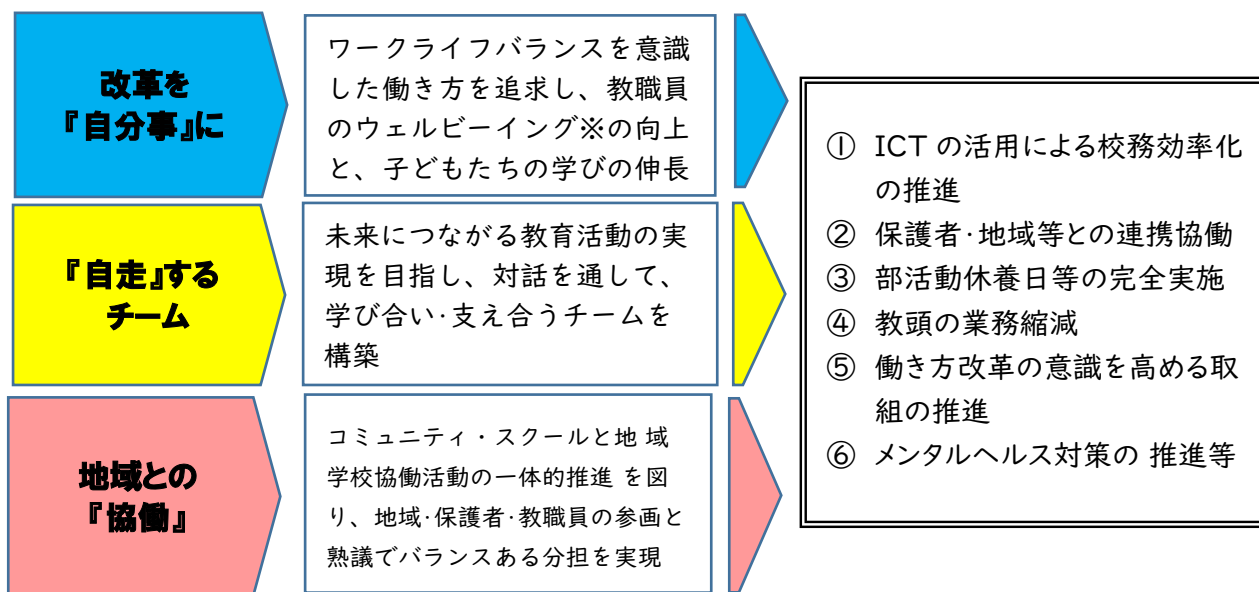 改革を
『自分事』に
ワークライフバランスを意識
した働き方を追求し、教職員
のウェルビーイング※の向上
と、子どもたちの学びの伸長
『自走』する
チーム
未来につながる教育活動の実
現を目指し、対話を通して、
学び合い・支え合うチームを
構築
地域との
『協働』
コミュニティ・スクールと地 域
学校協働活動の一体的推進 を図
り、地域・保護者・教職員の参画と
熟議でバランスある分担を実現
① ICT の活用による校務効率化
の推進
② 保護者・地域等との連携協働
③ 部活動休養日等の完全実施
④ 教頭の業務縮減
⑤ 働き方改革の意識を高める取
組の推進
⑥ メンタルヘルス対策の 推進等